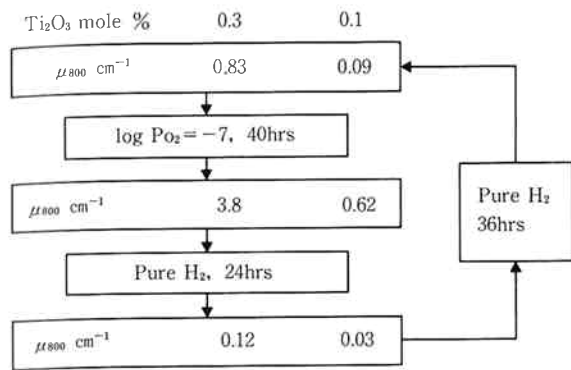 Ti₂O₃ mole % 0.3 0.1
μ₈₀₀ cm⁻¹ 0.83 0.09
log Po₂=−7, 40hrs
μ₈₀₀ cm⁻¹ 3.8 0.62
Pure H₂
36hrs
Pure H₂, 24hrs
μ₈₀₀ cm⁻¹ 0.12 0.03